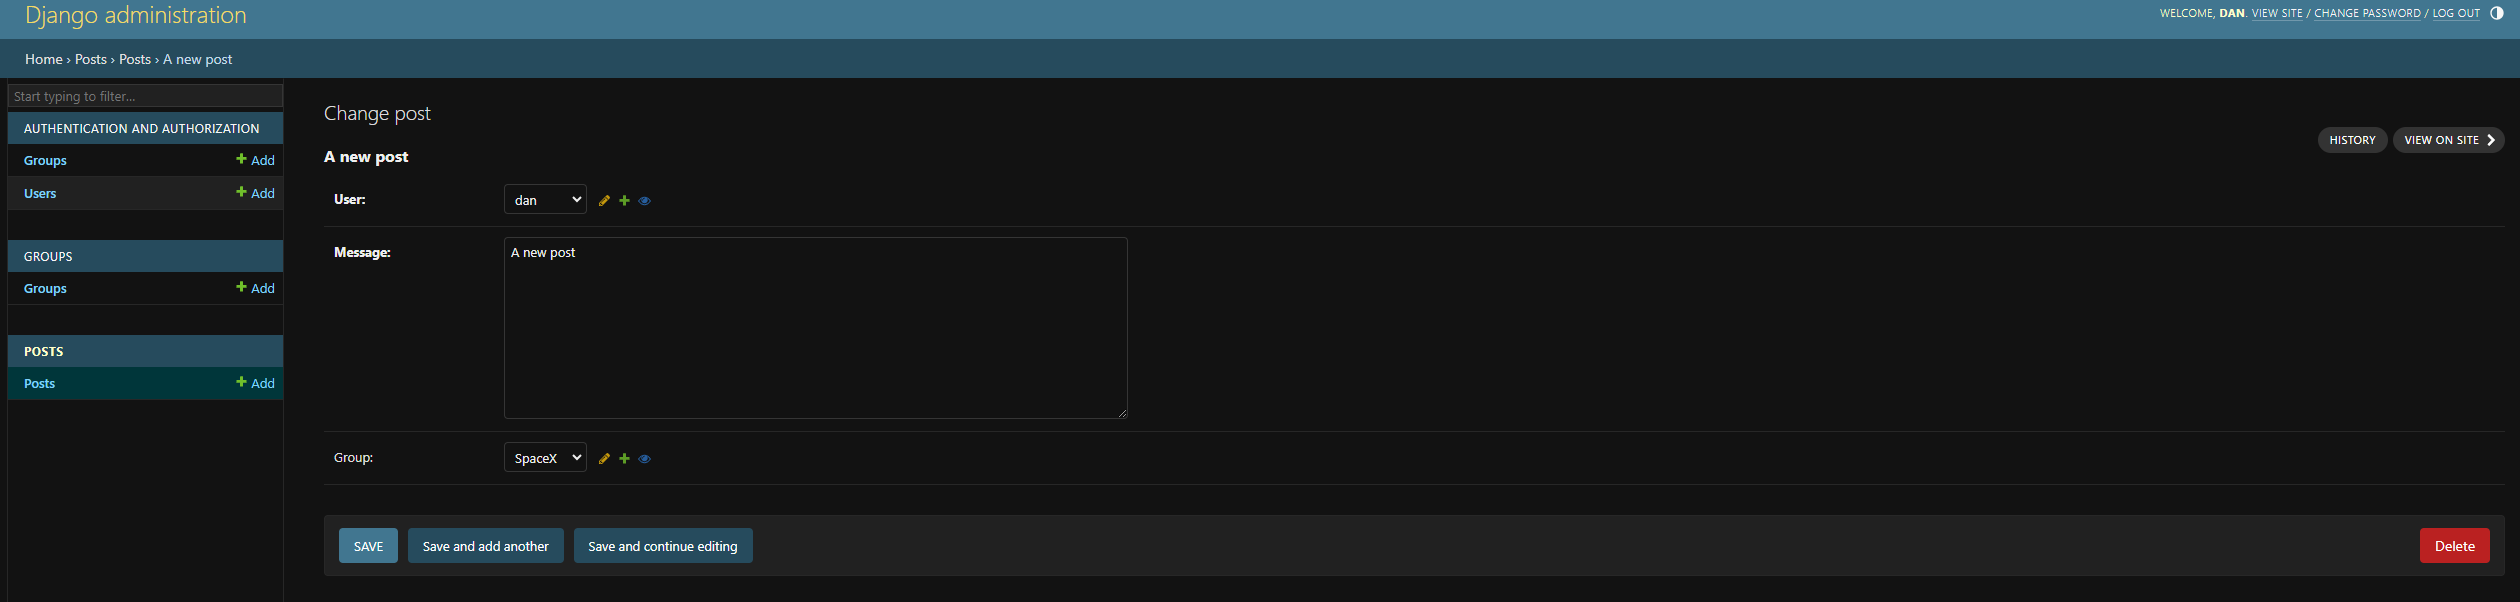 Django administration
WELCOME, DAN. VIEW SITE / CHANGE PASSWORD / LOG OUT
Home › Posts › Posts › A new post
Start typing to filter...
AUTHENTICATION AND AUTHORIZATION
Groups + Add
Users + Add
GROUPS
Groups + Add
POSTS
Posts + Add
Change post
HISTORY
VIEW ON SITE
A new post
User: dan
Message: A new post
Group: SpaceX
SAVE
Save and add another
Save and continue editing
Delete